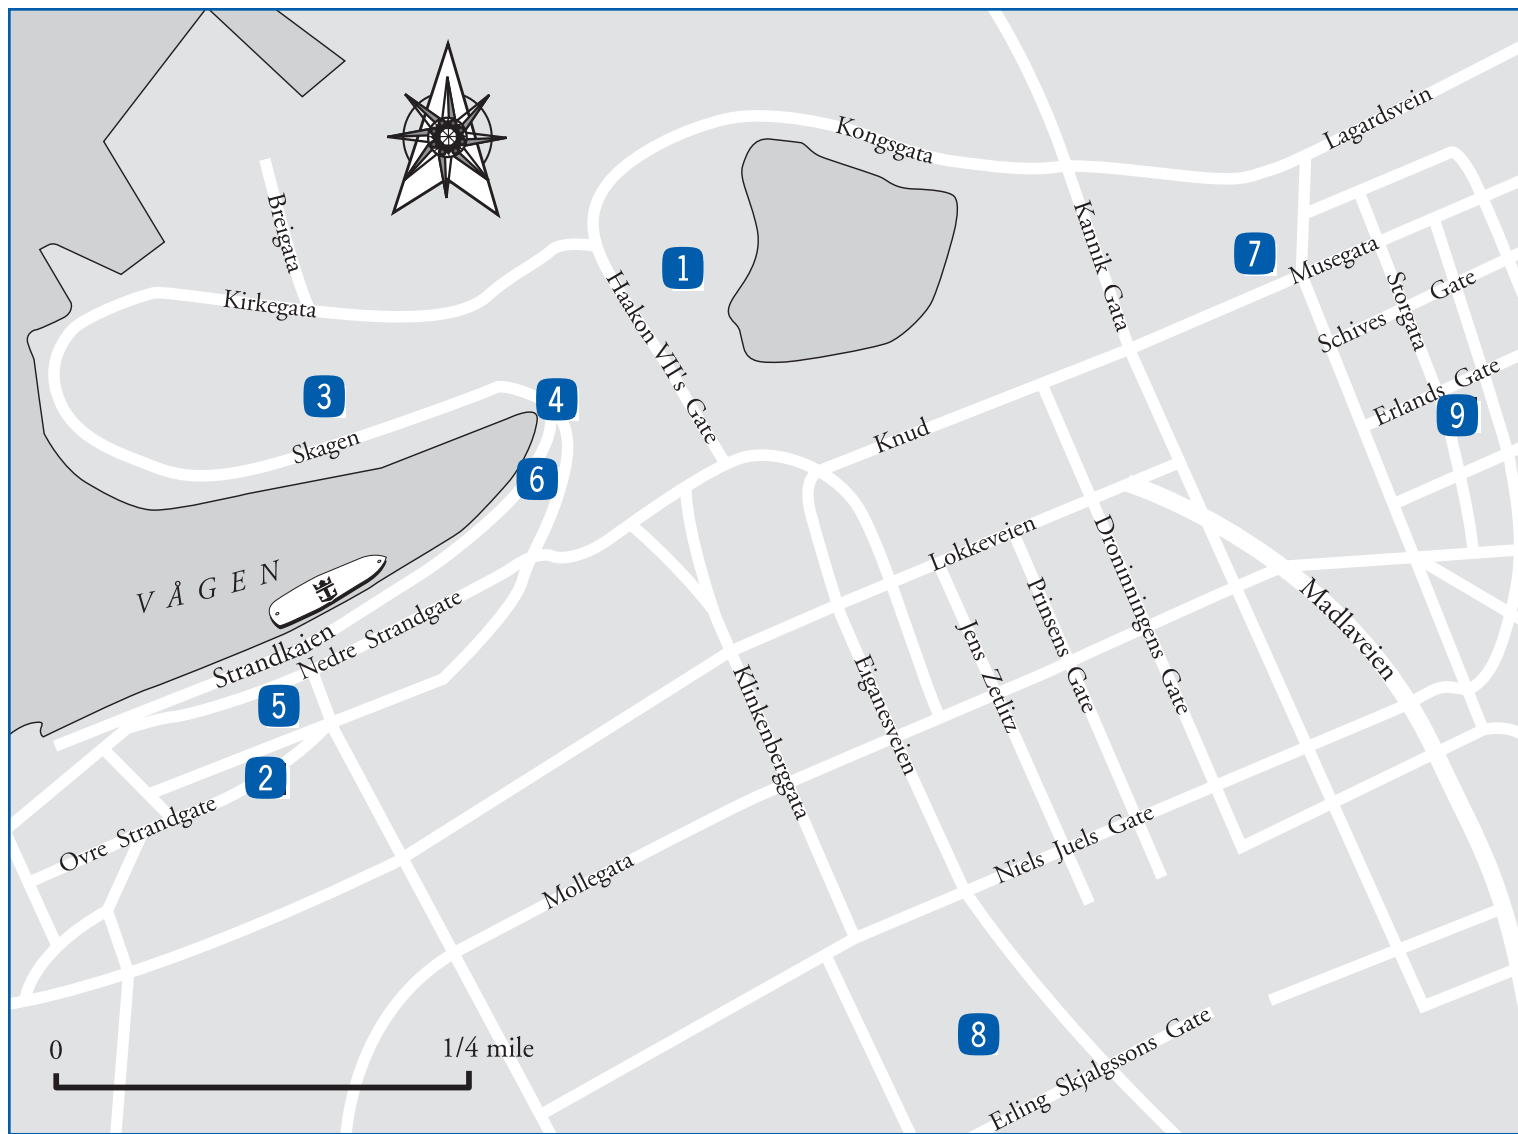 Kongsgata
Lagardsvein
Breigata
Kannik Gata
7
Musegata
1
Haakon VII's Gate
Storgata
Schives Gate
Kirkegata
3
4
Erlands Gate
9
Skagen
Knud
6
VÅGEN
Lokkeveien
Dronningens Gate
Prinsens Gate
Madlaveien
Strandkaien
Nedre Strandgate
Jens Zetlitz
5
Klinkenberggata
Eiganesveien
2
Ovre Strandgate
Mollegata
Niels Juels Gate
8
Erling Skjalgssons Gate
0
1/4 mile